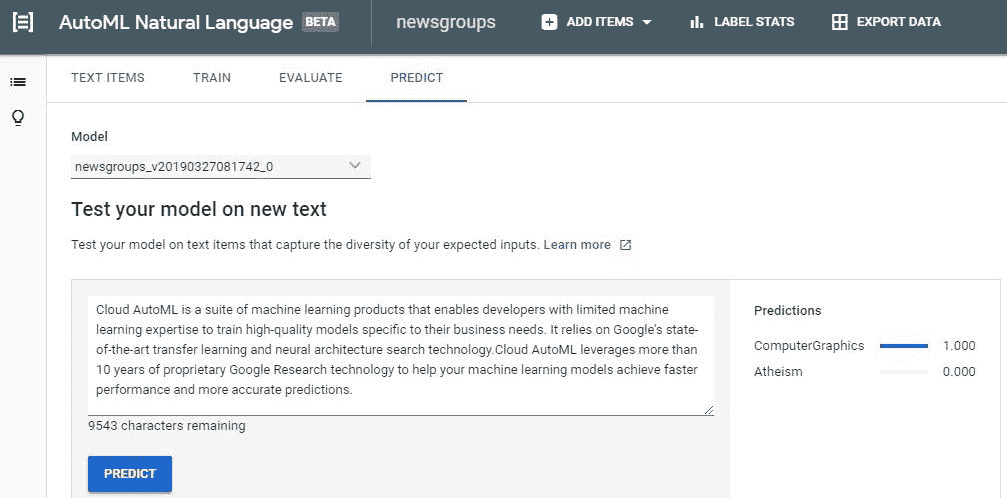 AutoML Natural Language BETA newsgroups ADD ITEMS LABEL STATS EXPORT DATA
TEXT ITEMS TRAIN EVALUATE PREDICT
Model
newsgroups_v20190327081742_0
Test your model on new text
Test your model on text items that capture the diversity of your expected inputs. Learn more
Cloud AutoML is a suite of machine learning products that enables developers with limited machine
learning expertise to train high-quality models specific to their business needs. It relies on Google's state-
of-the-art transfer learning and neural architecture search technology.Cloud AutoML leverages more than
10 years of proprietary Google Research technology to help your machine learning models achieve faster
performance and more accurate predictions.
9543 characters remaining
PREDICT
Predictions
ComputerGraphics 1.000
Atheism 0.000